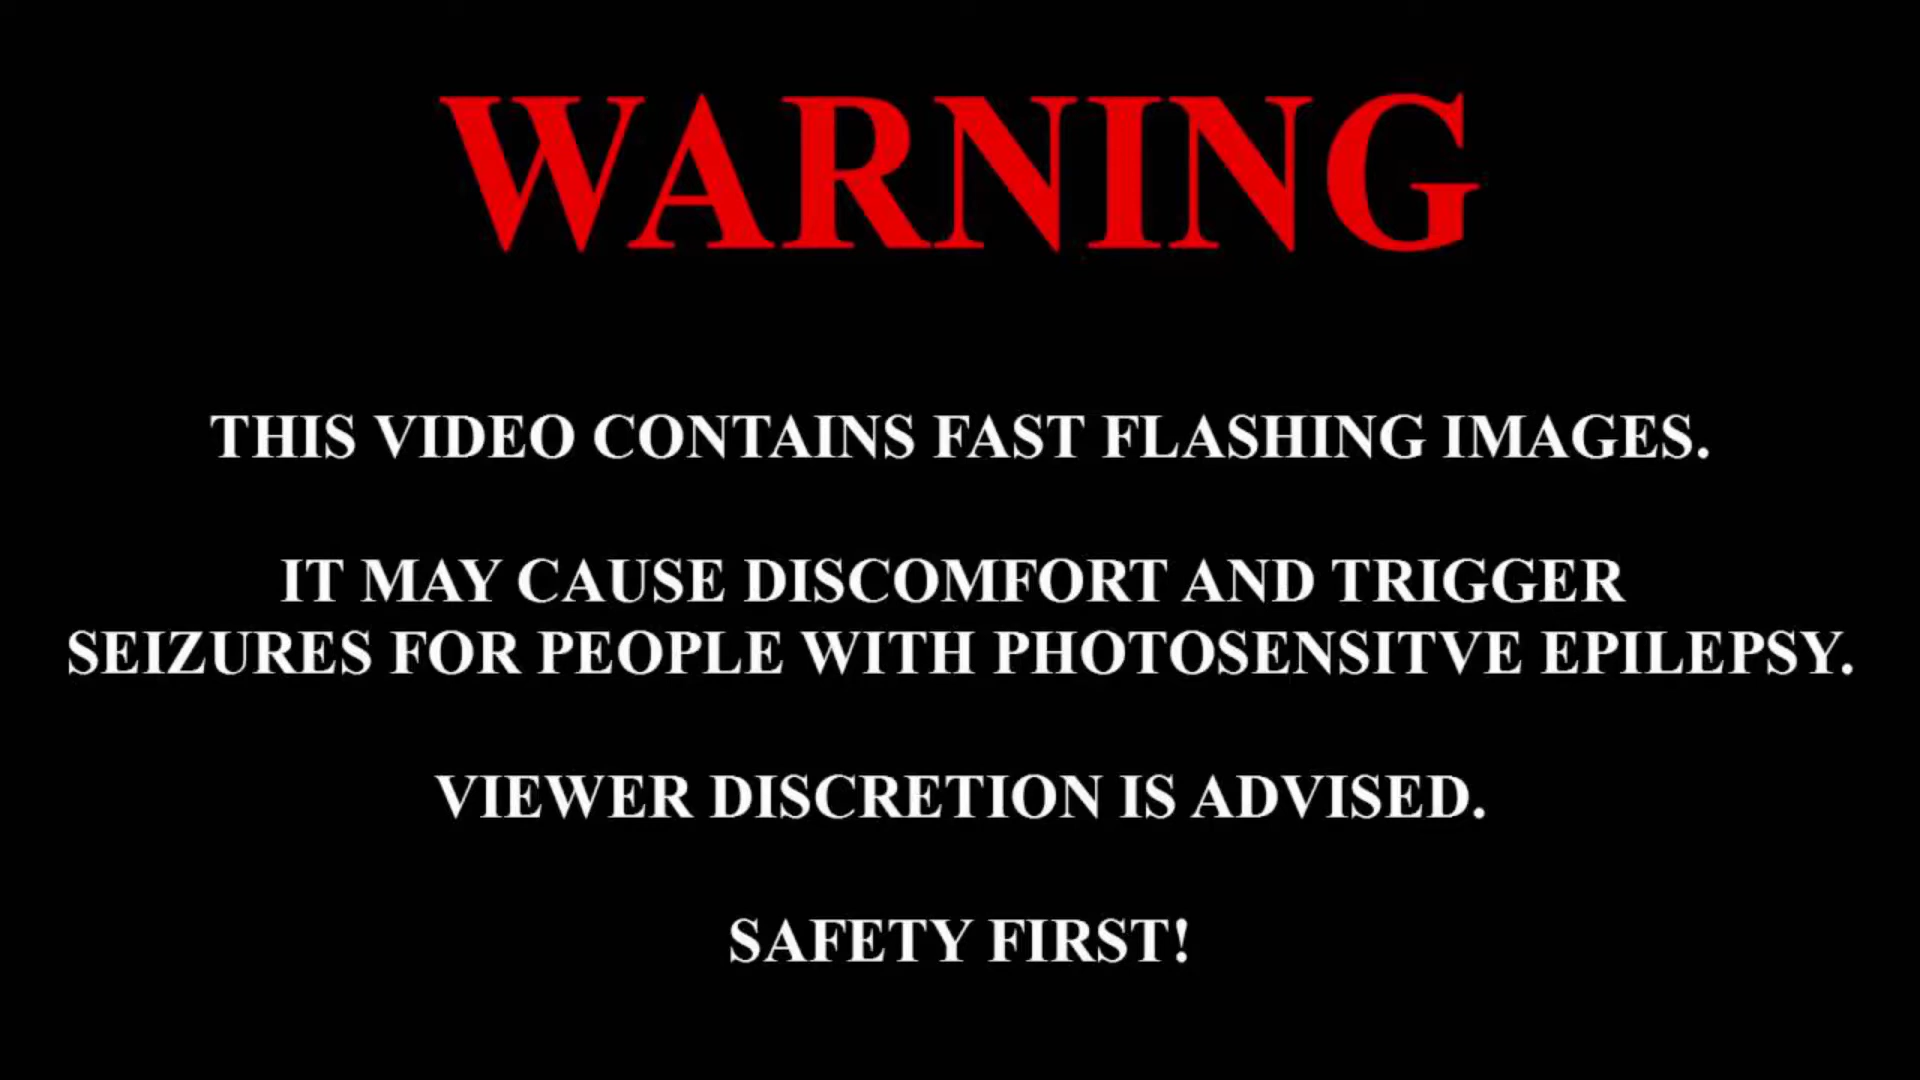 WARNING
THIS VIDEO CONTAINS FAST FLASHING IMAGES.
IT MAY CAUSE DISCOMFORT AND TRIGGER
SEIZURES FOR PEOPLE WITH PHOTOSENSITVE EPILEPSY.
VIEWER DISCRETION IS ADVISED.
SAFETY FIRST!